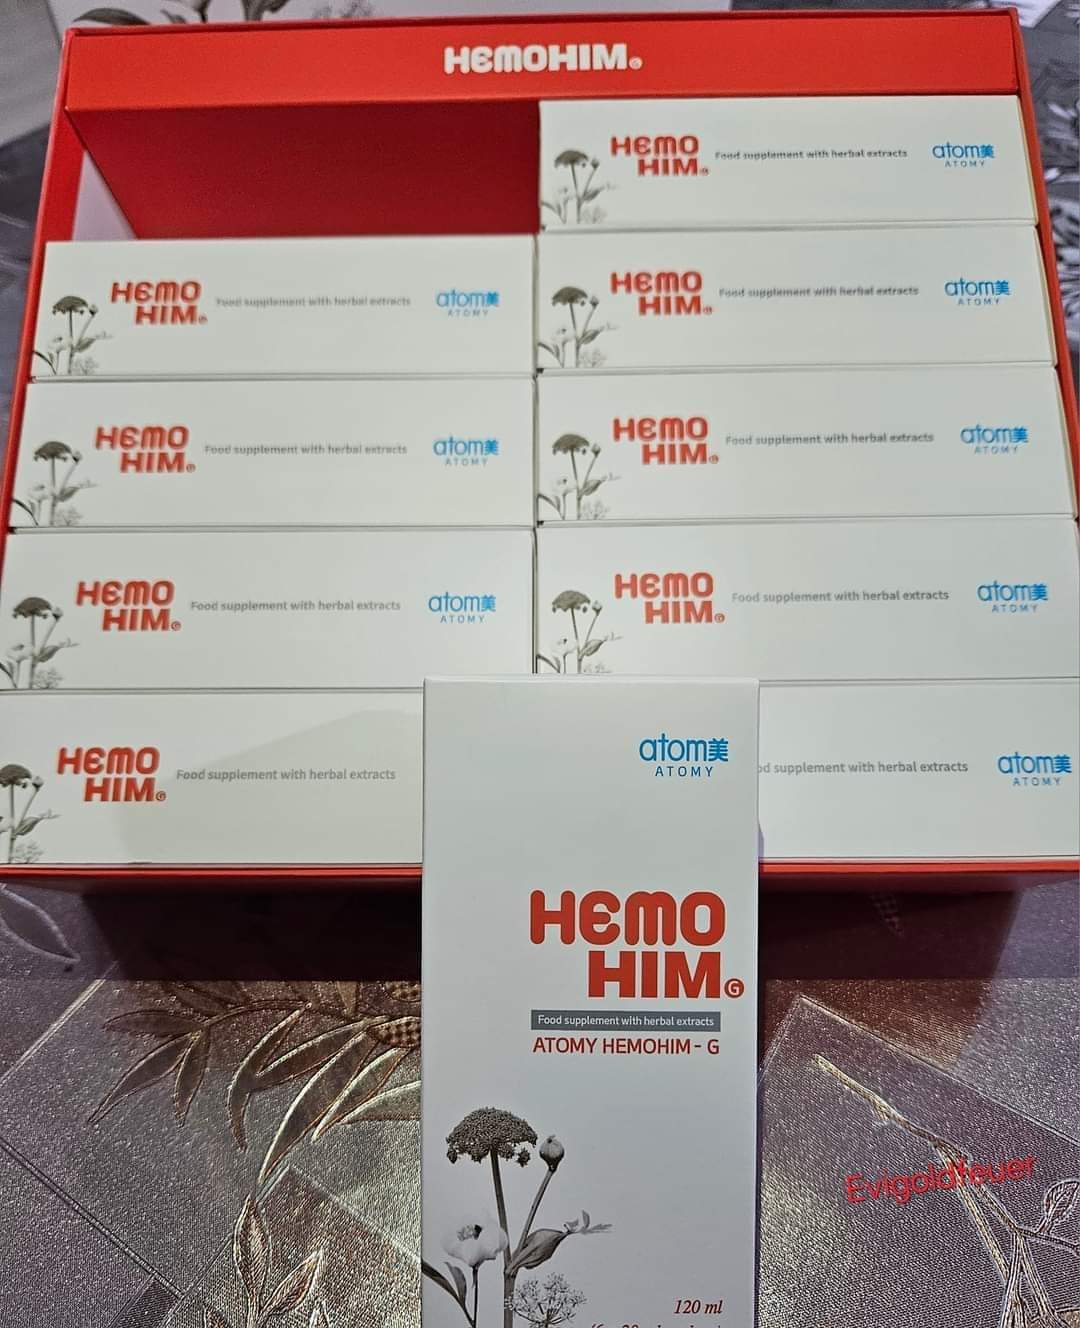 HEMOHIM G
HEMO
HIM G
Food supplement with herbal extracts
atom美
ATOMY
HEMO
HIM G
Food supplement with herbal extracts
atom美
ATOMY
HEMO
HIM G
Food supplement with herbal extracts
atom美
ATOMY
HEMO
HIM G
Food supplement with herbal extracts
atom美
ATOMY
HEMO
HIM G
Food supplement with herbal extracts
atom美
ATOMY
HEMO
HIM G
Food supplement with herbal extracts
atom美
ATOMY
HEMO
HIM G
Food supplement with herbal extracts
atom美
ATOMY
HEMO
HIM G
Food supplement with herbal extracts
supplement with herbal extracts
atom美
ATOMY
atom美
ATOMY
HEMO
HIM G
Food supplement with herbal extracts
ATOMY HEMOHIM - G
120 ml
Evigoldfeuer